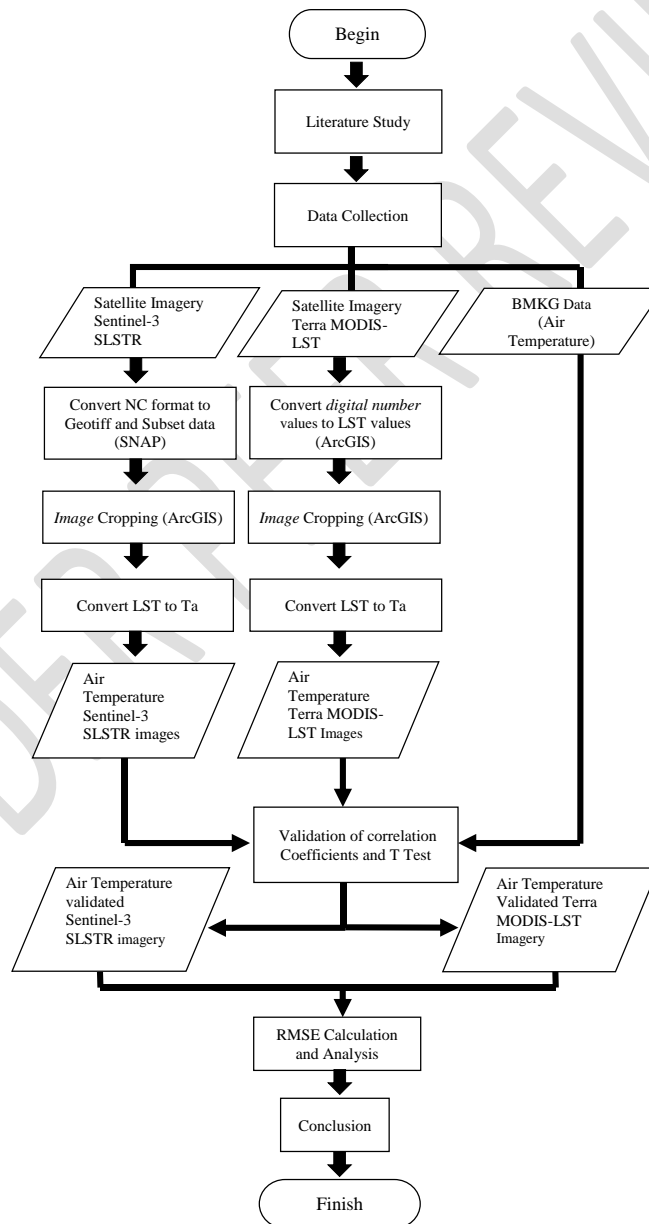 Begin
Literature Study
Data Collection
Satellite Imagery
Sentinel-3
SLSTR
Satellite Imagery
Terra MODIS-
LST
BMKG Data
(Air
Temperature)
Convert NC format to
Geotiff and Subset data
(SNAP)
Convert digital number
values to LST values
(ArcGIS)
Image Cropping (ArcGIS)
Image Cropping (ArcGIS)
Convert LST to Ta
Convert LST to Ta
Air
Temperature
Sentinel-3
SLSTR images
Air
Temperature
Terra MODIS-
LST Images
Validation of correlation
Coefficients and T Test
Air Temperature
validated
Sentinel-3
SLSTR imagery
Air Temperature
Validated Terra
MODIS-LST
Imagery
RMSE Calculation
and Analysis
Conclusion
Finish